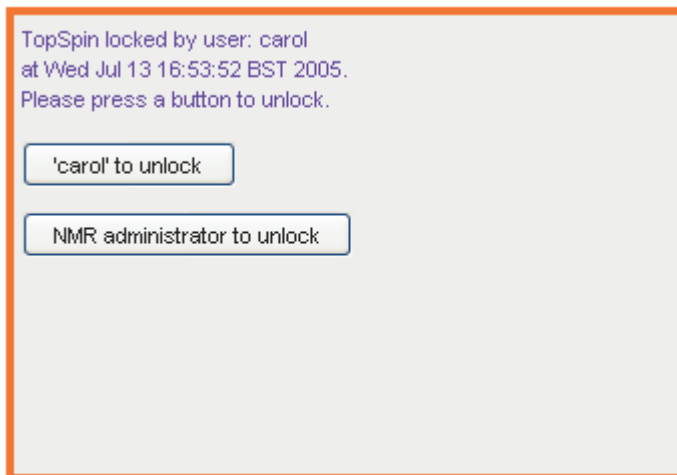 TopSpin locked by user: carol
at Wed Jul 13 16:53:52 BST 2005.
Please press a button to unlock.
'carol' to unlock
NMR administrator to unlock